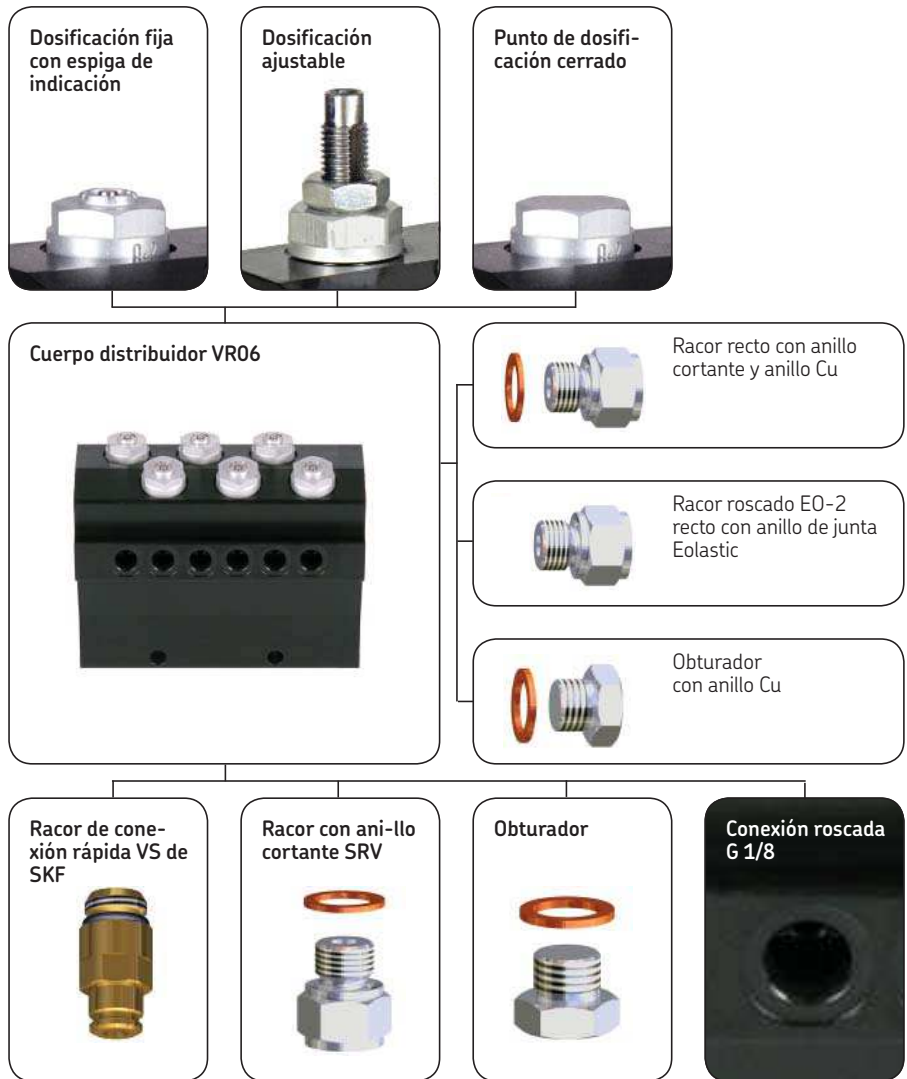 Dosificación fija
con espiga de
indicación
Dosificación
ajustable
Punto de dosifi-
cación cerrado
Cuerpo distribuidor VR06
Racor recto con anillo
cortante y anillo Cu
Racor roscado EO-2
recto con anillo de junta
Eolastic
Obturador
con anillo Cu
Racor de cone-
xión rápida VS de
SKF
Racor con ani-llo
cortante SRV
Obturador
Conexión roscada
G 1/8